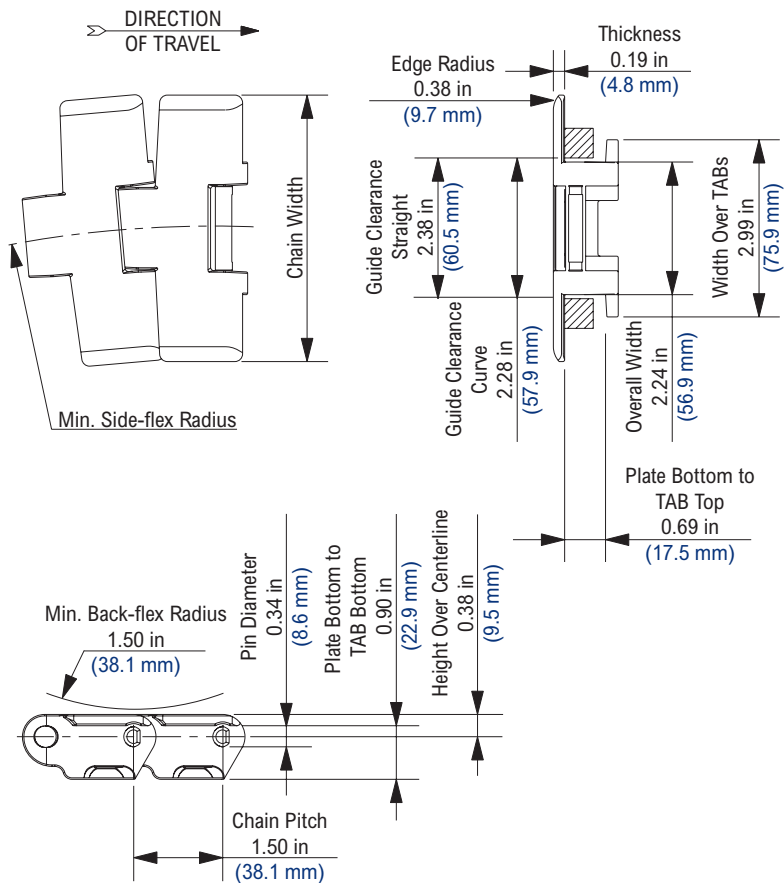 DIRECTION
OF TRAVEL
Chain Width
Min. Side-flex Radius
Thickness
0.19 in
(4.8 mm)
Edge Radius
0.38 in
(9.7 mm)
Guide Clearance
Straight
2.38 in
(60.5 mm)
Guide Clearance
Curve
2.28 in
(57.9 mm)
Width Over TABs
2.99 in
(75.9 mm)
Overall Width
2.24 in
(56.9 mm)
Plate Bottom to
TAB Top
0.69 in
(17.5 mm)
Min. Back-flex Radius
1.50 in
(38.1 mm)
Pin Diameter
0.34 in
(8.6 mm)
Plate Bottom to
TAB Bottom
0.90 in
(22.9 mm)
Height Over Centerline
0.38 in
(9.5 mm)
Chain Pitch
1.50 in
(38.1 mm)